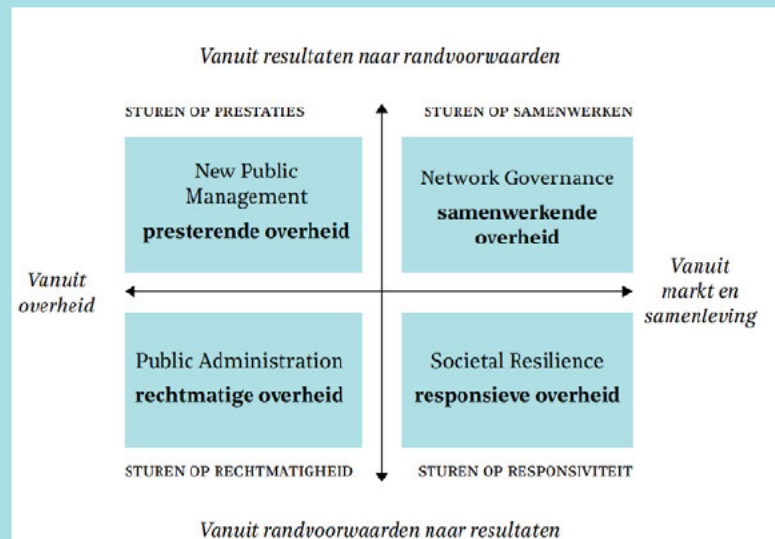 Vanuit resultaten naar randvoorwaarden
STUREN OP PRESTATIES
STUREN OP SAMENWERKEN
New Public
Management
presterende overheid
Network Governance
samenwerkende
overheid
Vanuit
overheid
Vanuit
markt en
samenleving
Public Administration
rechtmatige overheid
Societal Resilience
responsieve overheid
STUREN OP RECHTMATIGHEID
STUREN OP RESPONSIVITEIT
Vanuit randvoorwaarden naar resultaten